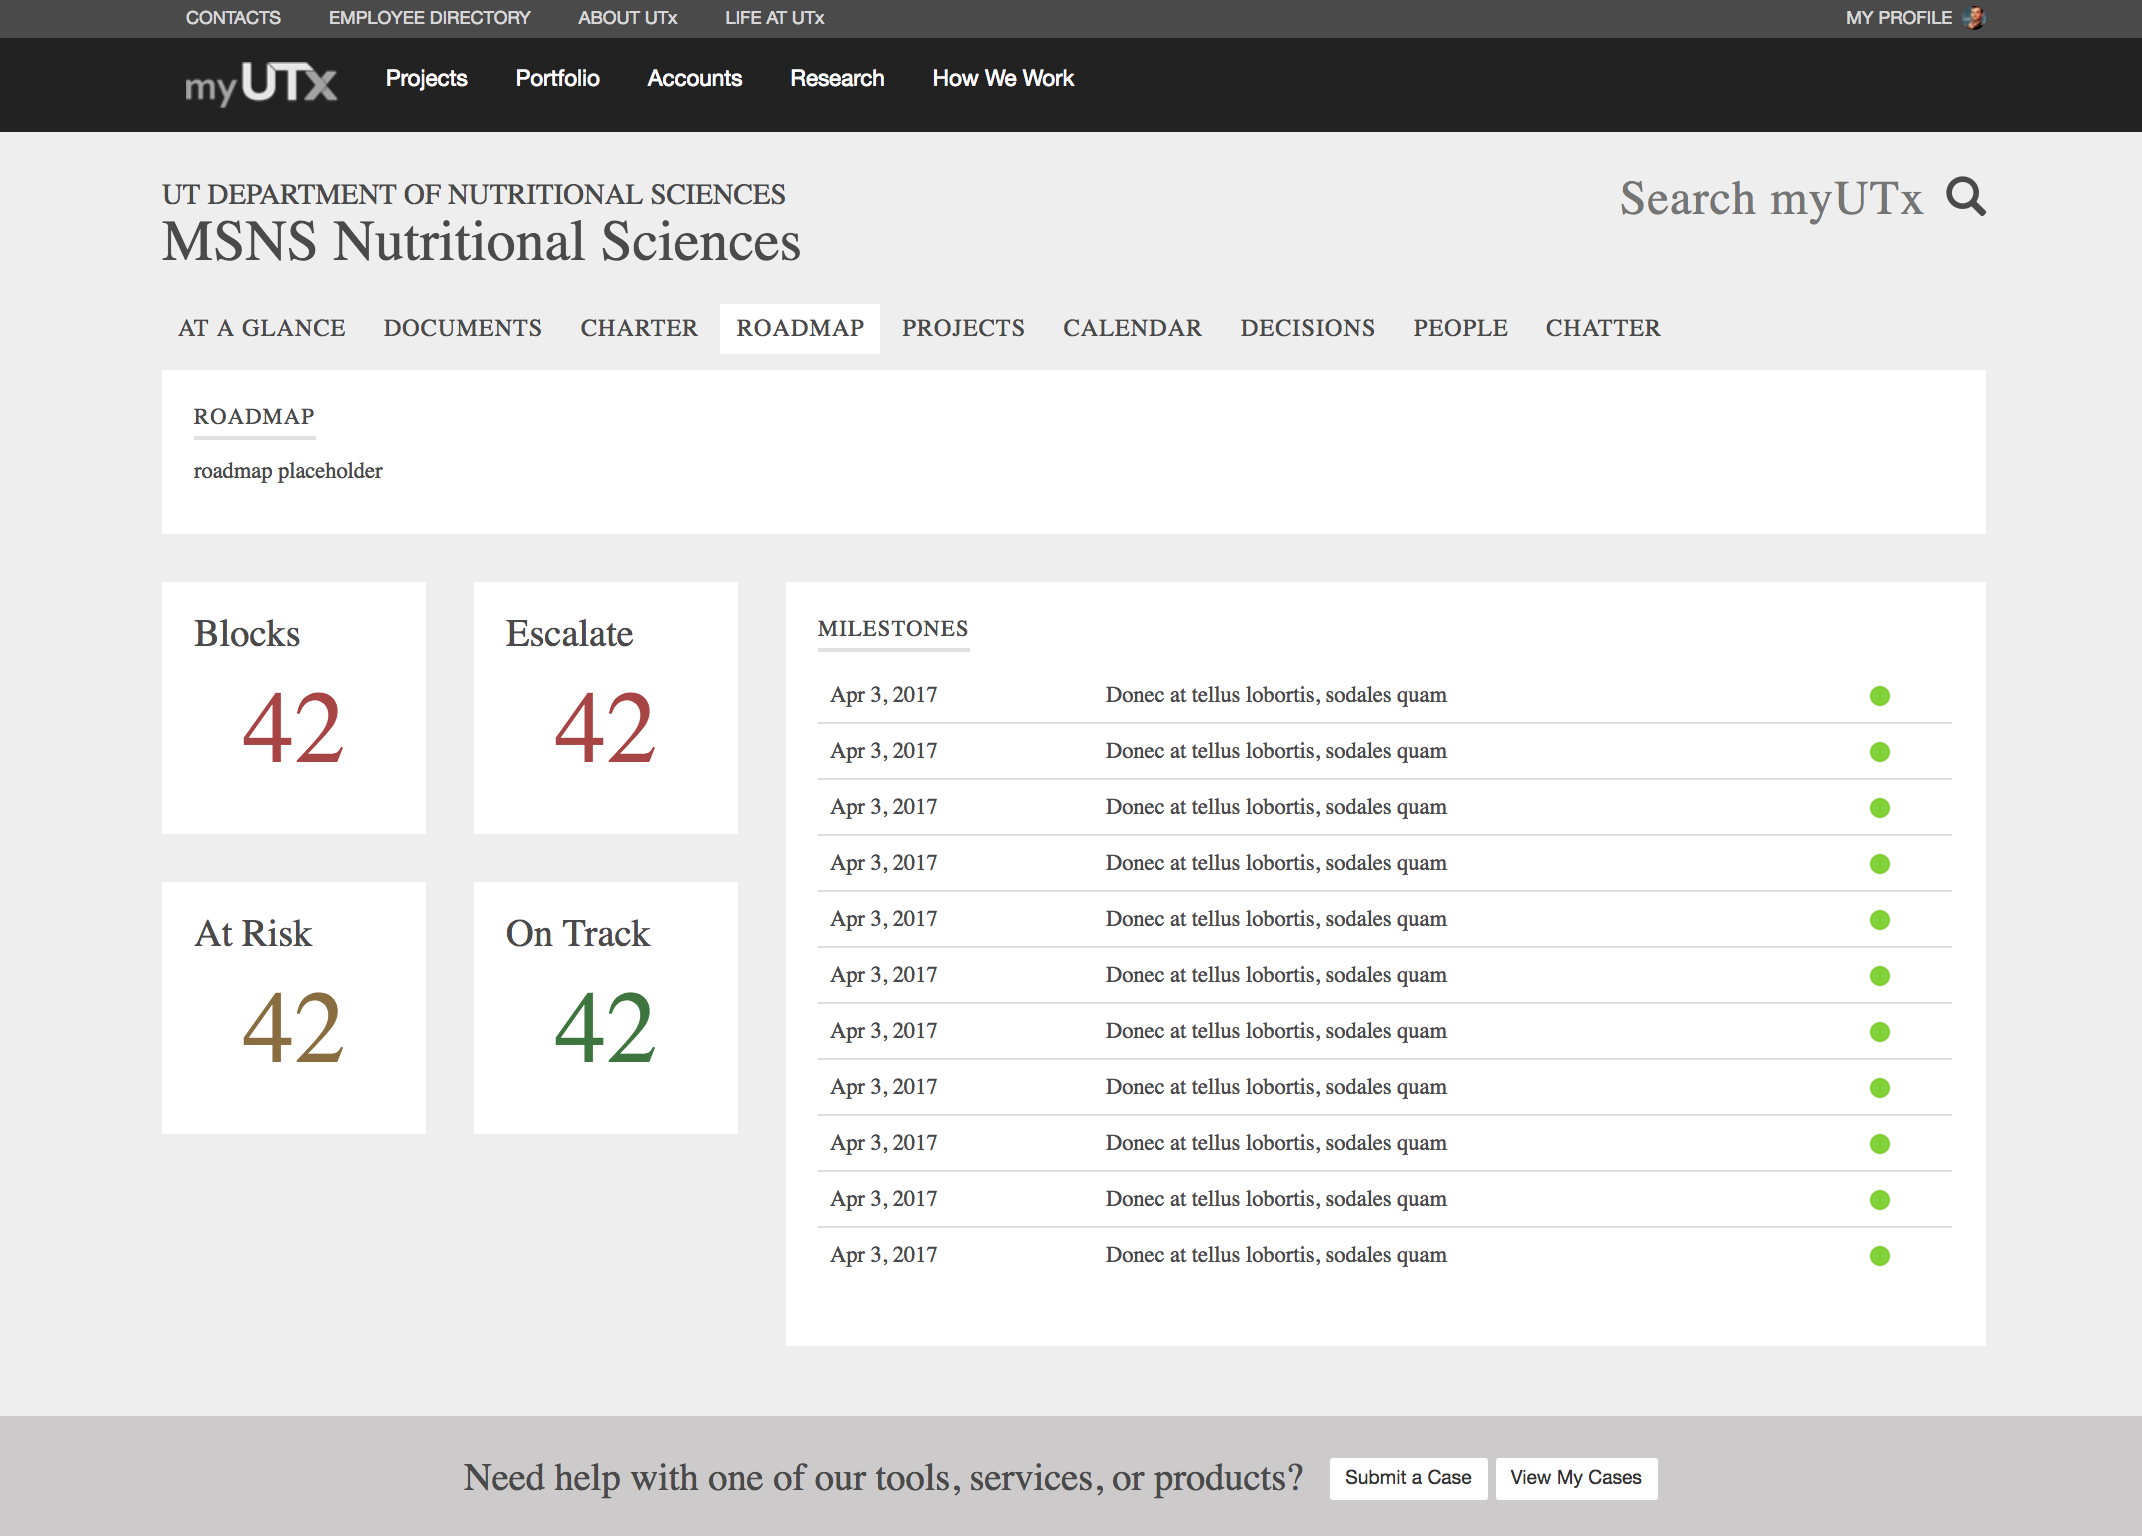 CONTACTS EMPLOYEE DIRECTORY ABOUT UTx LIFE AT UTx MY PROFILE
myUTx Projects Portfolio Accounts Research How We Work
UT DEPARTMENT OF NUTRITIONAL SCIENCES
MSNS Nutritional Sciences
Search myUTx
AT A GLANCE DOCUMENTS CHARTER ROADMAP PROJECTS CALENDAR DECISIONS PEOPLE CHATTER
ROADMAP
roadmap placeholder
Blocks
42
Escalate
42
At Risk
42
On Track
42
MILESTONES
Apr 3, 2017 Donec at tellus lobortis, sodales quam
Apr 3, 2017 Donec at tellus lobortis, sodales quam
Apr 3, 2017 Donec at tellus lobortis, sodales quam
Apr 3, 2017 Donec at tellus lobortis, sodales quam
Apr 3, 2017 Donec at tellus lobortis, sodales quam
Apr 3, 2017 Donec at tellus lobortis, sodales quam
Apr 3, 2017 Donec at tellus lobortis, sodales quam
Apr 3, 2017 Donec at tellus lobortis, sodales quam
Apr 3, 2017 Donec at tellus lobortis, sodales quam
Apr 3, 2017 Donec at tellus lobortis, sodales quam
Apr 3, 2017 Donec at tellus lobortis, sodales quam
Need help with one of our tools, services, or products? Submit a Case View My Cases